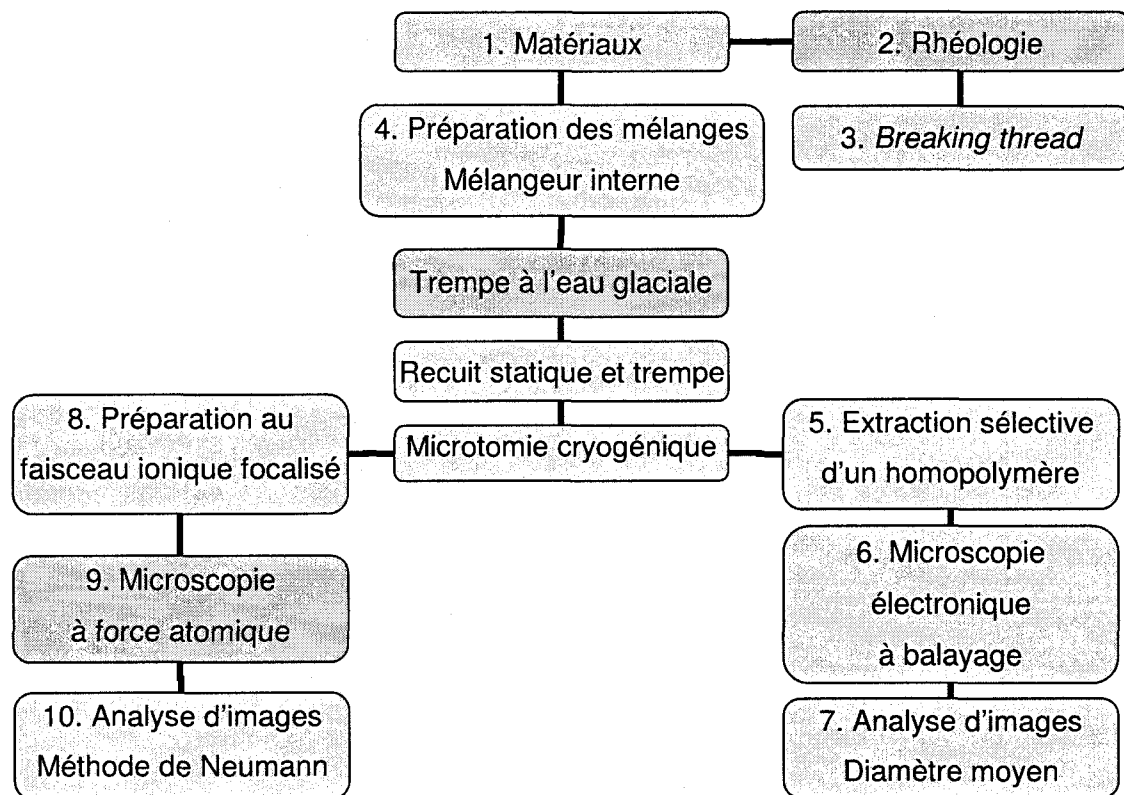 1. Matériaux
2. Rhéologie
3. Breaking thread
4. Préparation des mélanges
Mélangeur interne
Trempe à l'eau glaciale
Recuit statique et trempe
Microtomie cryogénique
5. Extraction sélective
d'un homopolymère
6. Microscopie
électronique
à balayage
7. Analyse d'images
Diamètre moyen
8. Préparation au
faisceau ionique focalisé
9. Microscopie
à force atomique
10. Analyse d'images
Méthode de Neumann